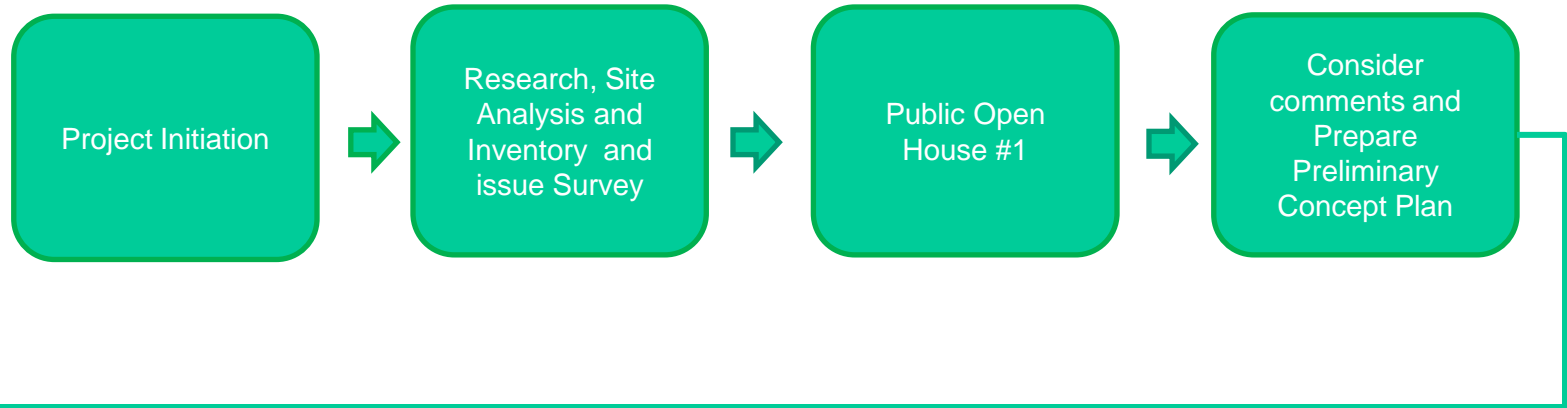 Project Initiation
Research, Site
Analysis and
Inventory  and
issue Survey
Public Open
House #1
Consider
comments and
Prepare
Preliminary
Concept Plan